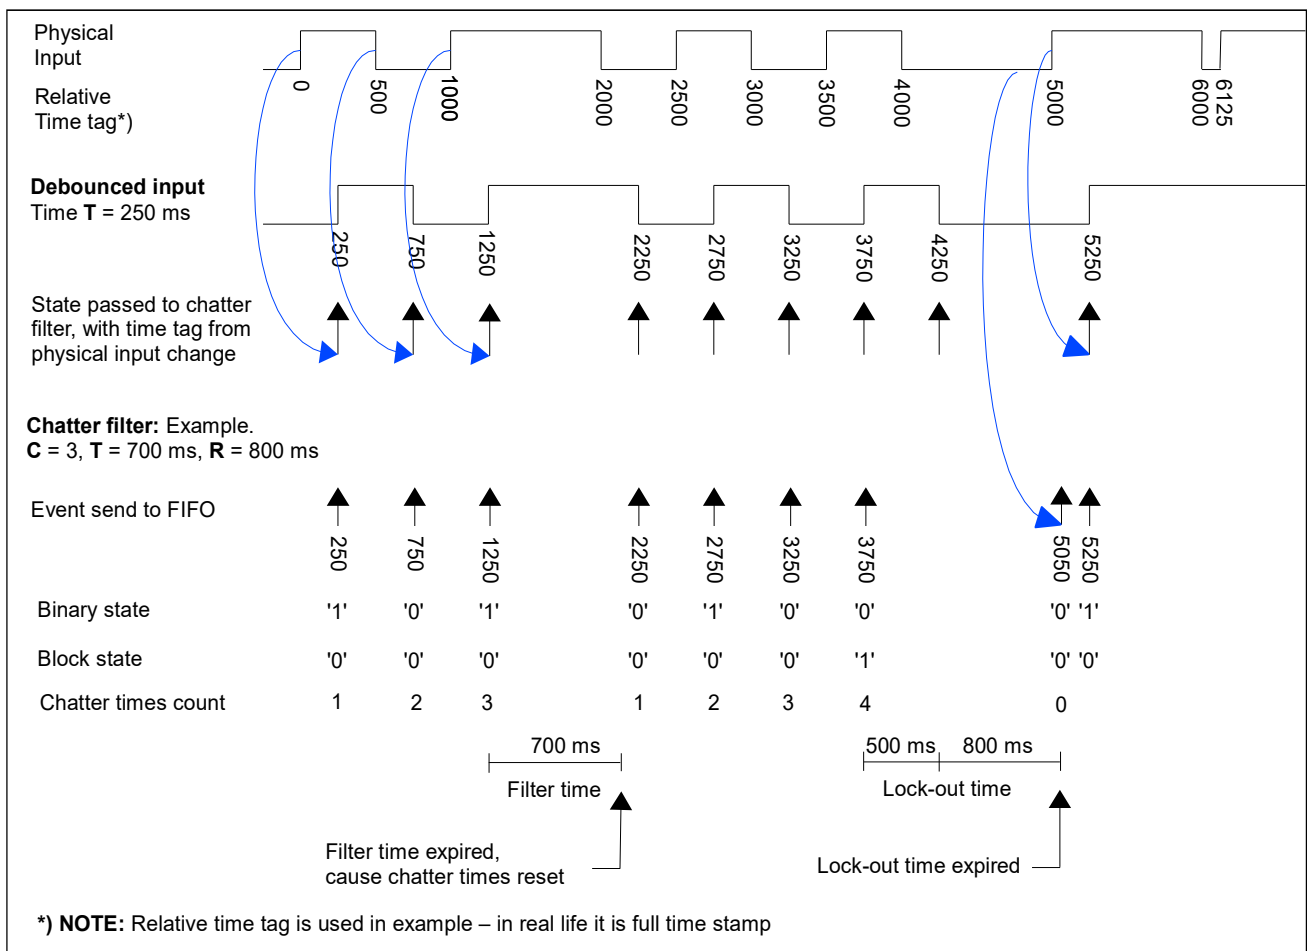 Physical
Input
Relative
Time tag*)
0 500 1000 2000 2500 3000 3500 4000 5000 6000 6125
Debounced input
Time T = 250 ms
250 750 1250 2250 2750 3250 3750 4250 5250
State passed to chatter
filter, with time tag from
physical input change
Chatter filter: Example.
C = 3, T = 700 ms, R = 800 ms
Event send to FIFO
250 750 1250 2250 2750 3250 3750 5050 5250
Binary state '1' '0' '1' '0' '1' '0' '0' '0' '1'
Block state '0' '0' '0' '0' '0' '0' '1' '0' '0'
Chatter times count 1 2 3 1 2 3 4 0
700 ms 500 ms 800 ms
Filter time Lock-out time
Filter time expired,
cause chatter times reset
Lock-out time expired
*) NOTE: Relative time tag is used in example – in real life it is full time stamp